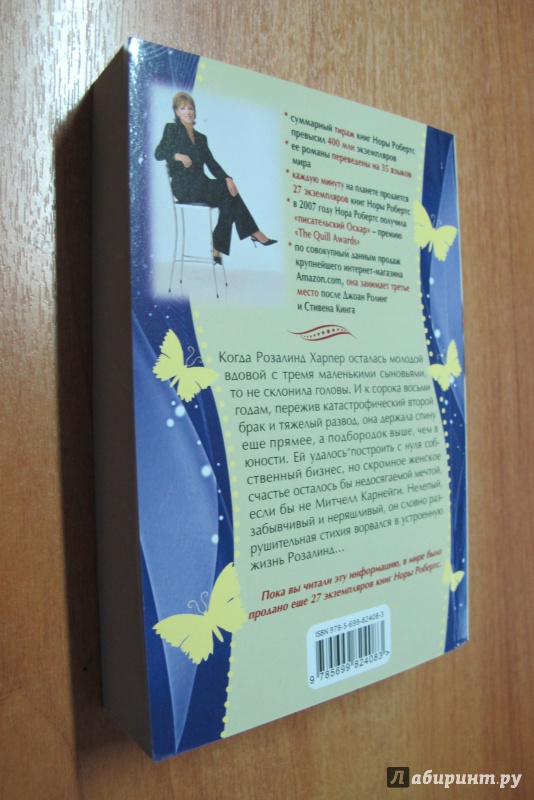 • суммарный тираж книг Норы Робертс
превысил 400 млн экземпляров
• ее романы переведены на 35 языков
мира
• каждую минуту на планете продается
27 экземпляров книг Норы Робертс
• в 2007 году Нора Робертс получила
«писательский Оскар» – премию
«The Quill Awards»
• по совокупный данным продаж
крупнейшего интернет-магазина
Amazon.com, она занимает третье
место после Джоан Ролинг
и Стивена Кинга
Когда Розалинд Харпер осталась молодой
вдовой с тремя маленькими сыновьями,
то не склонила головы. И к сорока восьми
годам, пережив катастрофический второй
брак и тяжелый развод, она держала спину
еще прямее, а подбородок выше, чем в
юности. Ей удалось построить с нуля соб-
ственный бизнес, но скромное женское
счастье осталось бы недосягаемой мечтой,
если бы не Митчелл Карнейги. Нелепый,
забывчивый и неряшливый, он словно раз-
рушительная стихия ворвался в устроенную
жизнь Розалинд...
Пока вы читали эту информацию, в мире было
продано еще 27 экземпляров книг Норы Робертс.
ISBN 978-5-699-82408-3
9 785699 824083 >
Лабиринт.ру